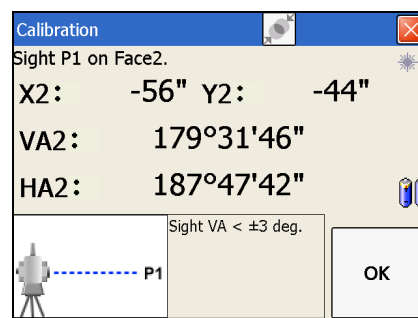 Calibration
Sight P1 on Face2.
X2: -56" Y2: -44"
VA2: 179°31'46"
HA2: 187°47'42"
Sight VA < ±3 deg.
P1
OK